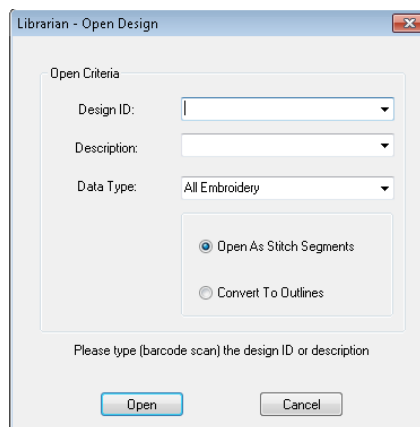 Librarian - Open Design
Open Criteria
Design ID:
Description:
Data Type: All Embroidery
Open As Stitch Segments
Convert To Outlines
Please type (barcode scan) the design ID or description
Open Cancel